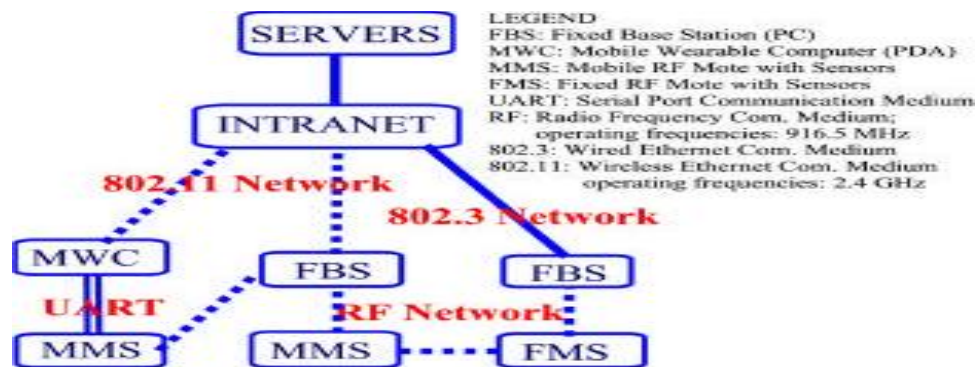 SERVERS
INTRANET
802.11 Network
802.3 Network
MWC
FBS
FBS
UART
RF Network
MMS
MMS
FMS
LEGEND
FBS: Fixed Base Station (PC)
MWC: Mobile Wearable Computer (PDA)
MMS: Mobile RF Mote with Sensors
FMS: Fixed RF Mote with Sensors
UART: Serial Port Communication Medium
RF: Radio Frequency Com. Medium;
operating frequencies: 916.5 MHz
802.3: Wired Ethernet Com. Medium
802.11: Wireless Ethernet Com. Medium
operating frequencies: 2.4 GHz